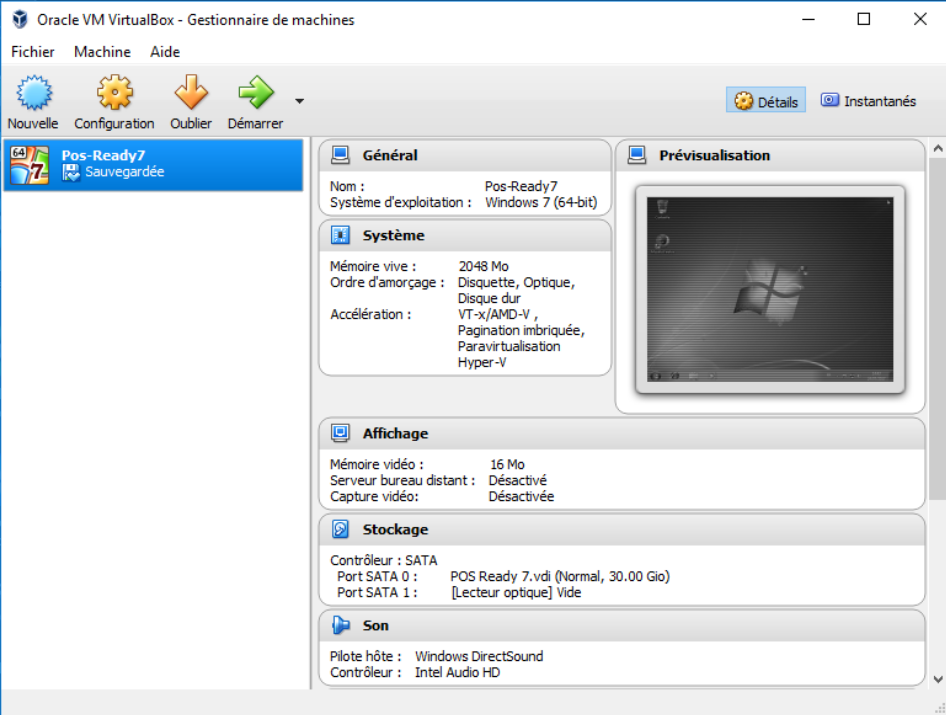 Oracle VM VirtualBox - Gestionnaire de machines
Fichier Machine Aide
Nouvelle Configuration Oublier Démarrer
Détails Instantanés
64
7
Pos-Ready7
Sauvegardée
Général
Nom : Pos-Ready7
Système d'exploitation : Windows 7 (64-bit)
Système
Mémoire vive : 2048 Mo
Ordre d'amorçage : Disquette, Optique,
Disque dur
Accélération : VT-x/AMD-V ,
Pagination imbriquée,
Paravirtualisation
Hyper-V
Prévisualisation
Affichage
Mémoire vidéo : 16 Mo
Serveur bureau distant : Désactivé
Capture vidéo: Désactivée
Stockage
Contrôleur : SATA
Port SATA 0 : POS Ready 7.vdi (Normal, 30.00 Gio)
Port SATA 1 : [Lecteur optique] Vide
Son
Pilote hôte : Windows DirectSound
Contrôleur : Intel Audio HD